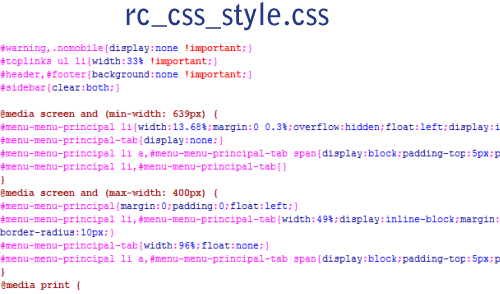 rc_css_style.css
#warning,.nomobile{display:none !important;}
#toplinks ul li{width:33% !important;}
#header,#footer{background:none !important;}
#sidebar{clear:both;}
@media screen and (min-width: 639px) {
#menu-menu-principal li{width:13.68%;margin:0 0.3%;overflow:hidden;float:left;display:i
#menu-menu-principal-tab{display:none;}
#menu-menu-principal li a,#menu-menu-principal-tab span{display:block;padding-top:5px;p
#menu-menu-principal li,#menu-menu-principal-tab{}
}
@media screen and (max-width: 400px) {
#menu-menu-principal{margin:0;padding:0;float:left;}
#menu-menu-principal li,#menu-menu-principal-tab{width:49%;display:inline-block;margin:
border-radius:10px;}
#menu-menu-principal-tab{width:96%;float:none;}
#menu-menu-principal li a,#menu-menu-principal-tab span{display:block;padding-top:5px;p
}
@media print {